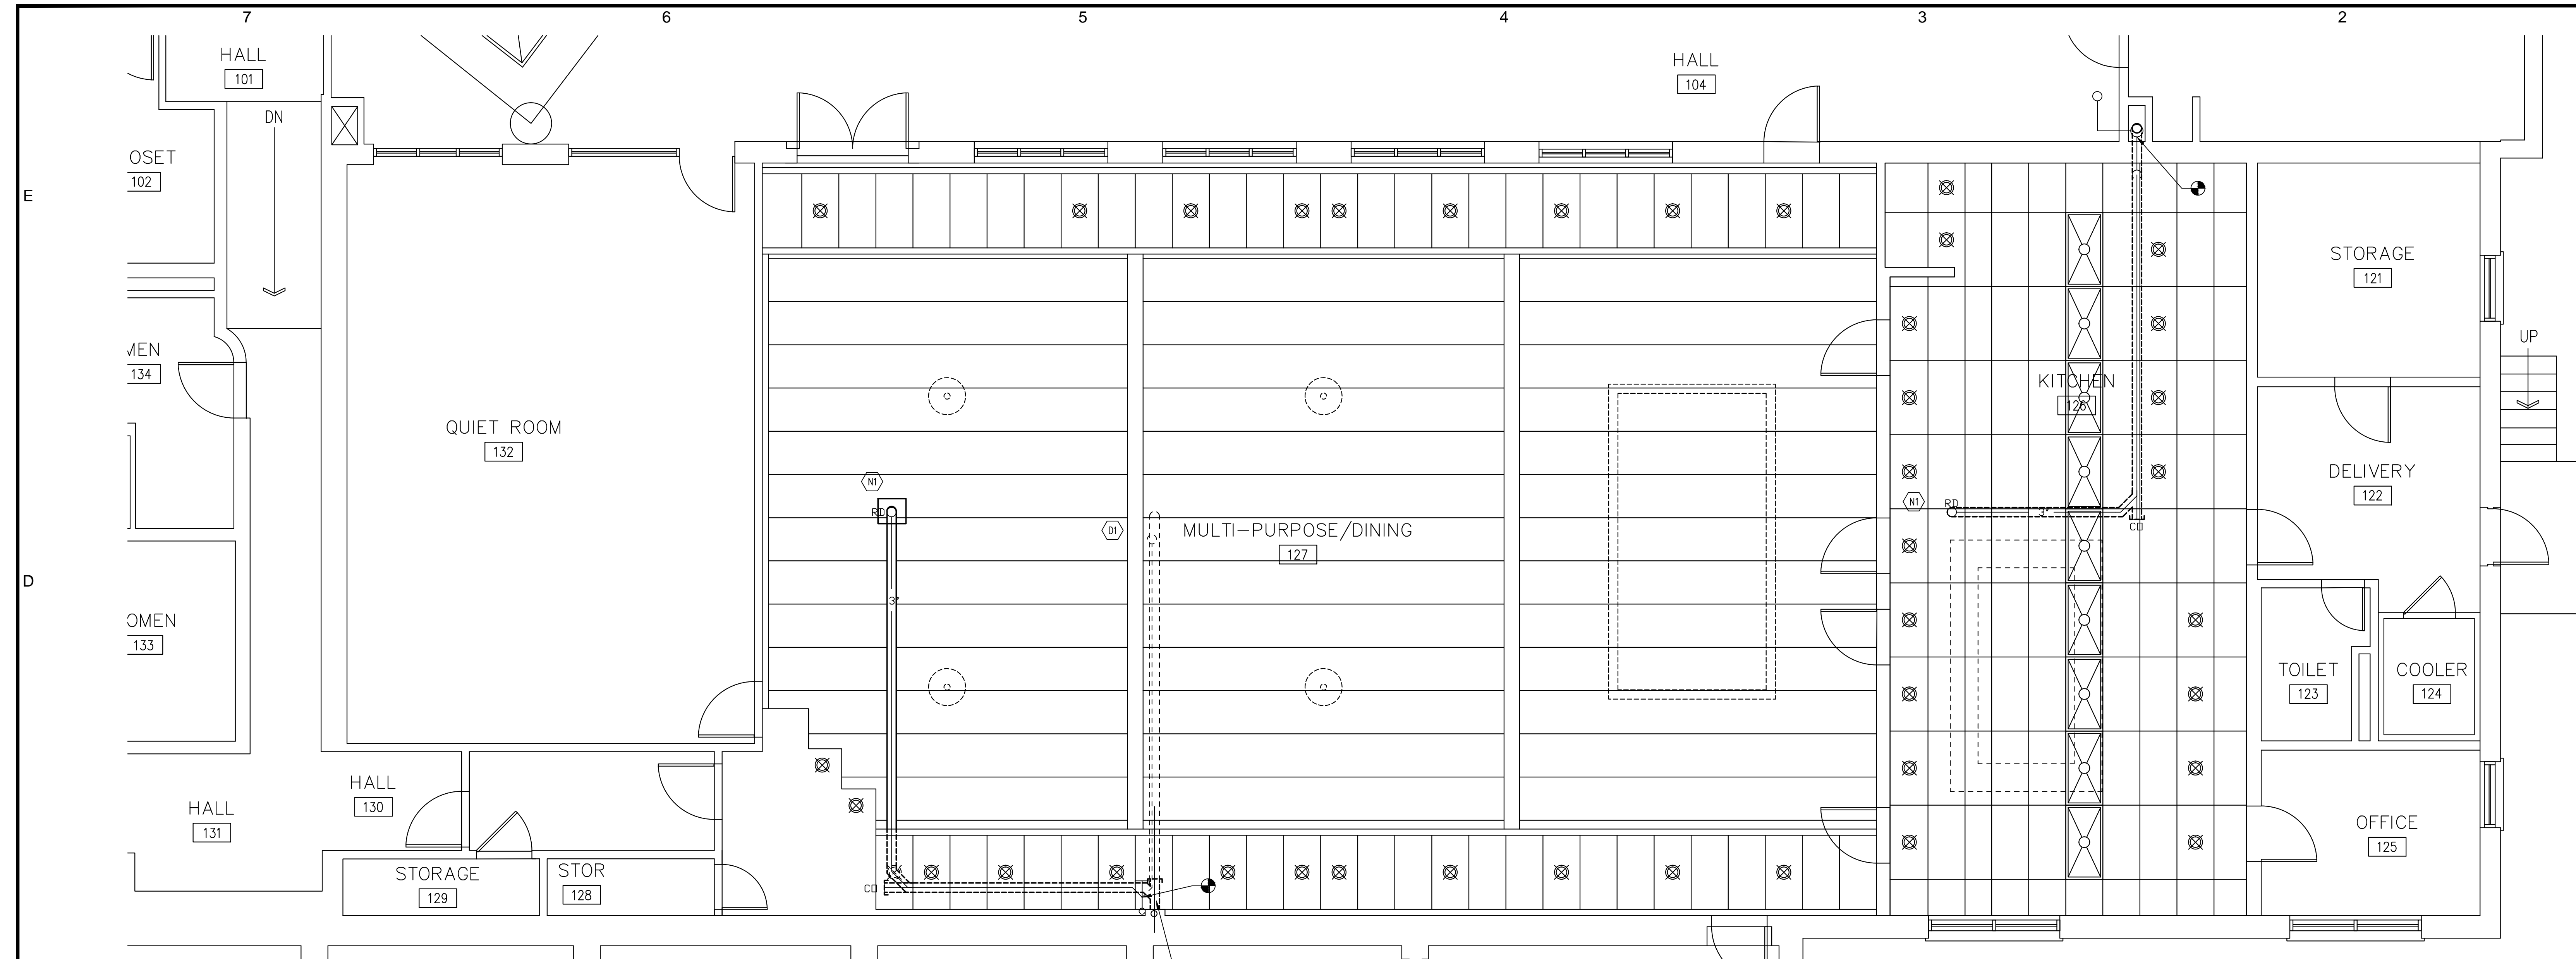 7 6 5 4 3 2
HALL
101
HALL
104
DN
OSET
102
E
STORAGE
121
UP
MEN
134
KITCHEN
126
QUIET ROOM
132
DELIVERY
122
N1
N1
RD
3"
CO
RD
D1
MULTI-PURPOSE/DINING
127
D
3"
OMEN
133
TOILET
123
COOLER
124
HALL
130
HALL
131
OFFICE
125
STORAGE
129
STOR
128
CO